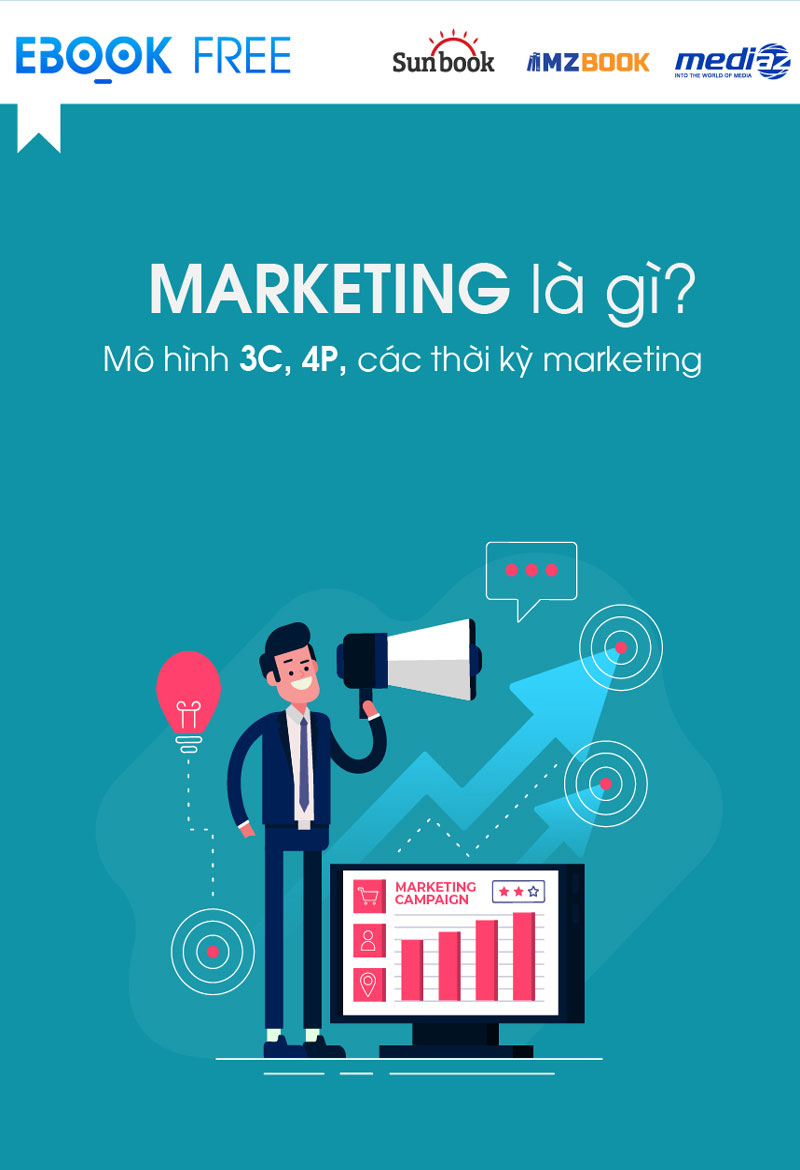 EBOOK FREE
Sunbook
MZBOOK
mediaz
INTO THE WORLD OF MEDIA
MARKETING là gì?
Mô hình 3C, 4P, các thời kỳ marketing
MARKETING
CAMPAIGN